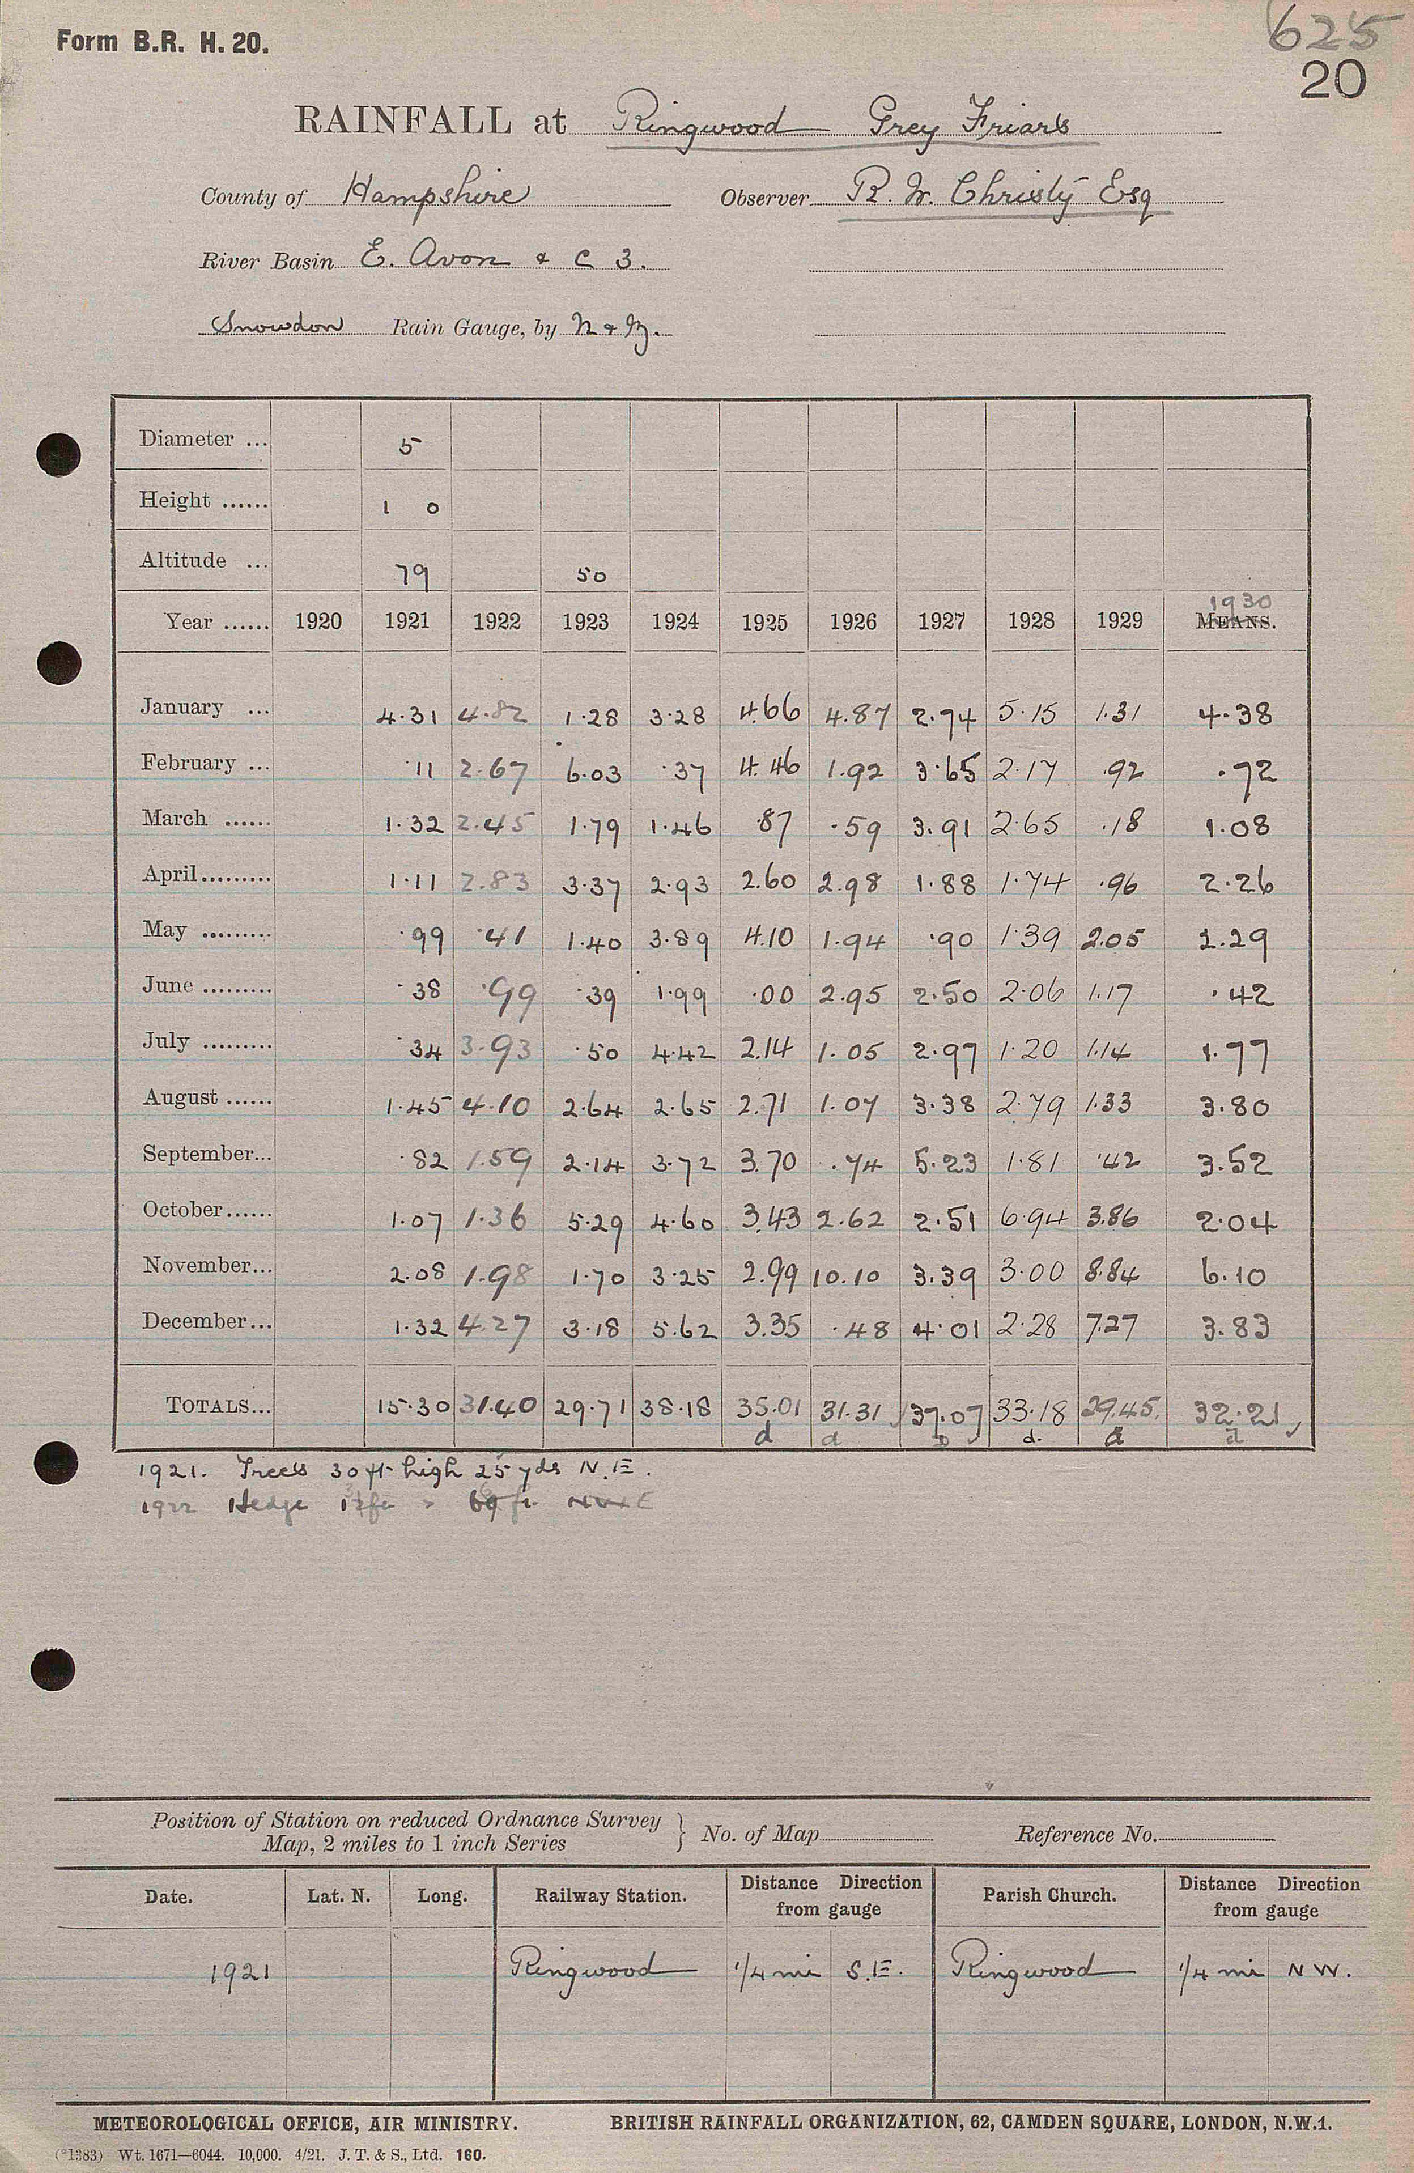 Form B.R. H. 20.
625
20
RAINFALL at Ringwood Grey Friars
County of Hampshire Observer R. W. Christy Esq
River Basin E. Avon & C 3.
Snowdon Rain Gauge, by N & Z.
Diameter ... 5
Height ...... 1 0
Altitude ... 79 50
1930
Year ...... 1920 1921 1922 1923 1924 1925 1926 1927 1928 1929 MEANS.
January ... 4.31 4.82 1.28 3.28 4.66 4.87 2.74 5.15 1.31 4.38
February ... .11 2.67 6.03 .37 4.46 1.92 3.65 2.17 .92 .72
March ...... 1.32 2.45 1.79 1.46 .87 .59 3.91 2.65 .18 1.08
April......... 1.11 2.83 3.37 2.93 2.60 2.98 1.88 1.74 .96 2.26
May ......... .99 .41 1.40 3.89 4.10 1.94 .90 1.39 2.05 2.29
June ......... .38 .99 .39 1.99 .00 2.95 2.50 2.06 1.17 .42
July ......... .34 3.93 .50 4.42 2.14 1.05 2.97 1.20 1.14 1.77
August ...... 1.45 4.10 2.64 2.65 2.71 1.07 3.38 2.79 1.33 3.80
September... .82 1.59 2.14 3.72 3.70 .74 5.23 1.81 .42 3.52
October...... 1.07 1.36 5.29 4.60 3.43 2.62 2.51 6.94 3.86 2.04
November... 2.08 1.98 1.70 3.25 2.99 10.10 3.39 3.00 8.84 6.10
December... 1.32 4.27 3.18 5.62 3.35 .48 4.01 2.28 7.27 3.83
TOTALS... 15.30 31.40 29.71 38.18 35.01 31.31 37.07 33.18 29.45 32.21
d d D d. d d
1921. Trees 30 ft high 25 yds N.E.
1922 Hedge
Position of Station on reduced Ordnance Survey
Map, 2 miles to 1 inch Series } No. of Map Reference No.
Date. Lat. N. Long. Railway Station. Distance Direction from gauge Parish Church. Distance Direction from gauge
1921 Ringwood 1/4 mi S.E. Ringwood 1/4 mi N W.
METEOROLOGICAL OFFICE, AIR MINISTRY. BRITISH RAINFALL ORGANIZATION, 62, CAMDEN SQUARE, LONDON, N.W.1.
(*1383) Wt. 1671—6044. 10,000. 4/21. J. T. & S., Ltd. 160.